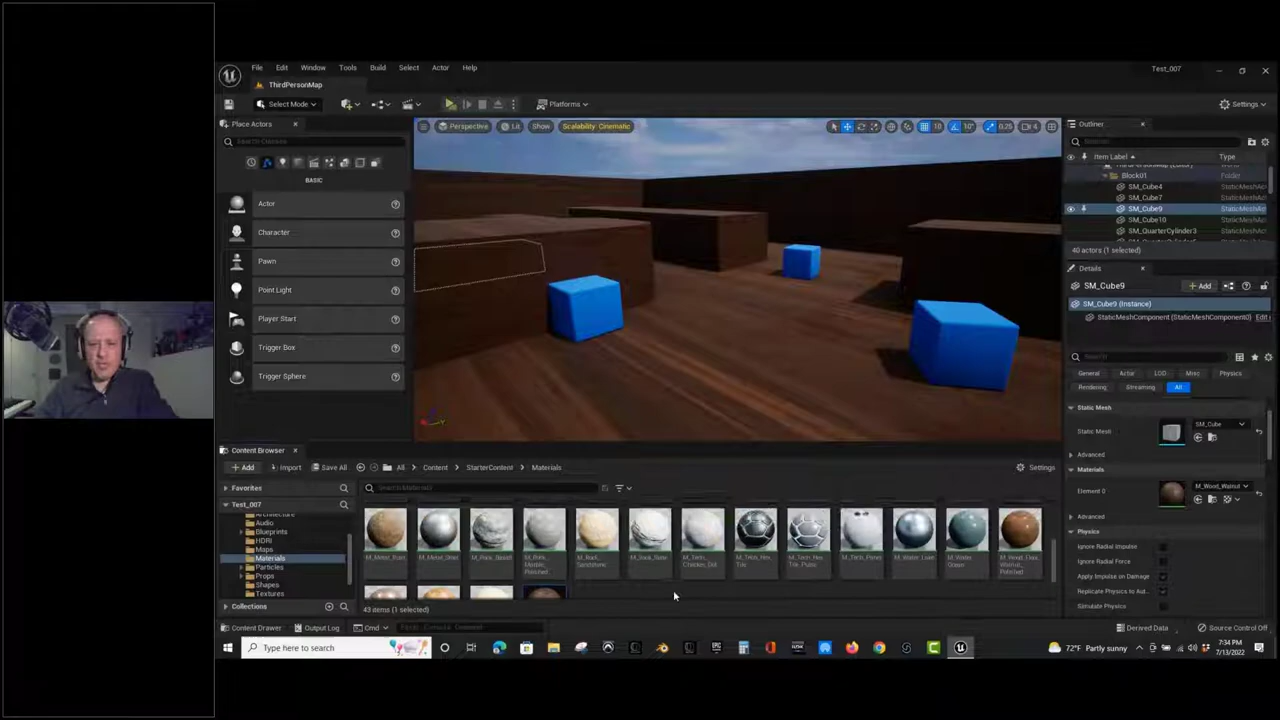 File Edit Window Tools Build Select Actor Help
Test_007
ThirdPersonMap
Select Mode
Platforms
Settings
Place Actors
BASIC
Actor
Character
Pawn
Point Light
Player Start
Trigger Box
Trigger Sphere
Perspective
Lit
Show
Scalability: Cinematic
10
10°
0.25
4
Outliner
Item Label
Type
Block01
Folder
SM_Cube4
SM_Cube7
SM_Cube9
SM_Cube10
SM_QuarterCylinder3
40 actors (1 selected)
Details
SM_Cube9
Add
SM_Cube9 (Instance)
StaticMeshComponent (StaticMeshComponent0)
Edit
General
Actor
LOD
Misc
Physics
Rendering
Streaming
All
Static Mesh
Static Mesh
SM_Cube
Advanced
Materials
Element 0
M_Wood_Walnut
Advanced
Physics
Ignore Radial Impulse
Ignore Radial Force
Apply Impulse on Damage
Replicate Physics to Aut..
Simulate Physics
Content Browser
Add
Import
Save All
All
Content
StarterContent
Materials
Settings
Favorites
Test_007
Audio
Blueprints
HDRI
Maps
Materials
Particles
Props
Shapes
Textures
Collections
43 items (1 selected)
Content Drawer
Output Log
Cmd
Derived Data
Source Control Off
Type here to search
72°F Partly sunny
7:34 PM
7/13/2022